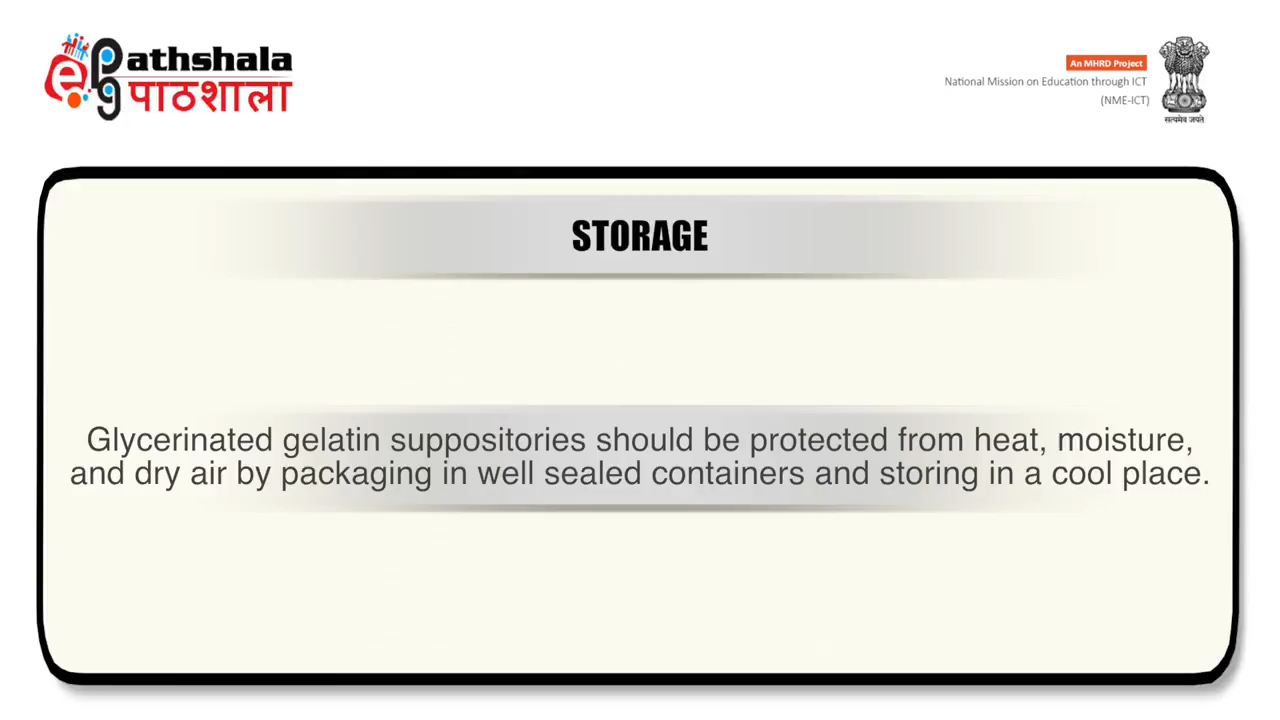 e pg Pathshala
पाठशाला
An MHRD Project
National Mission on Education through ICT
(NME-ICT)
सत्यमेव जयते
STORAGE
Glycerinated gelatin suppositories should be protected from heat, moisture,
and dry air by packaging in well sealed containers and storing in a cool place.